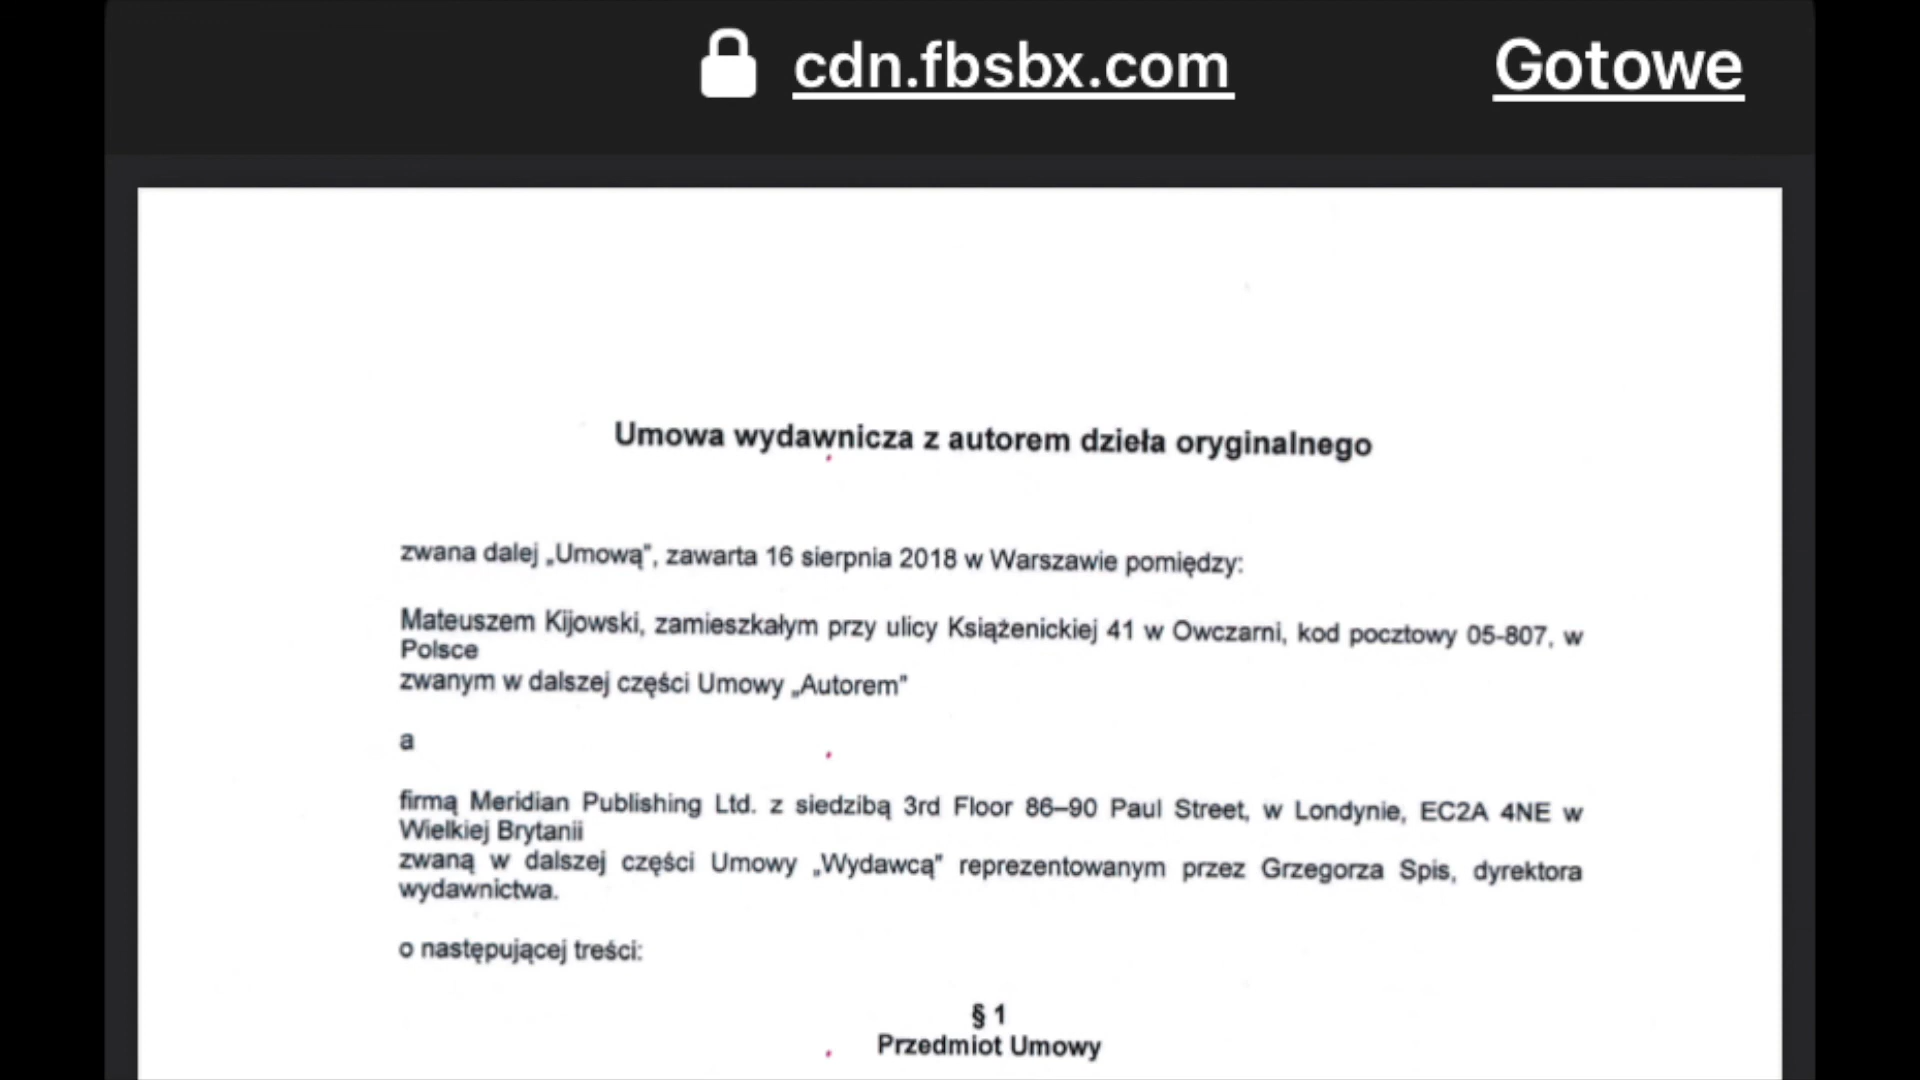 cdn.fbsbx.com
Gotowe
Umowa wydawnicza z autorem dzieła oryginalnego
zwana dalej „Umową”, zawarta 16 sierpnia 2018 w Warszawie pomiędzy:
Mateuszem Kijowski, zamieszkałym przy ulicy Książenickiej 41 w Owczarni, kod pocztowy 05-807, w
Polsce
zwanym w dalszej części Umowy „Autorem”
a
firmą Meridian Publishing Ltd. z siedzibą 3rd Floor 86–90 Paul Street, w Londynie, EC2A 4NE w
Wielkiej Brytanii
zwaną w dalszej części Umowy „Wydawcą” reprezentowanym przez Grzegorza Spis, dyrektora
wydawnictwa.
o następującej treści:
§ 1
Przedmiot Umowy